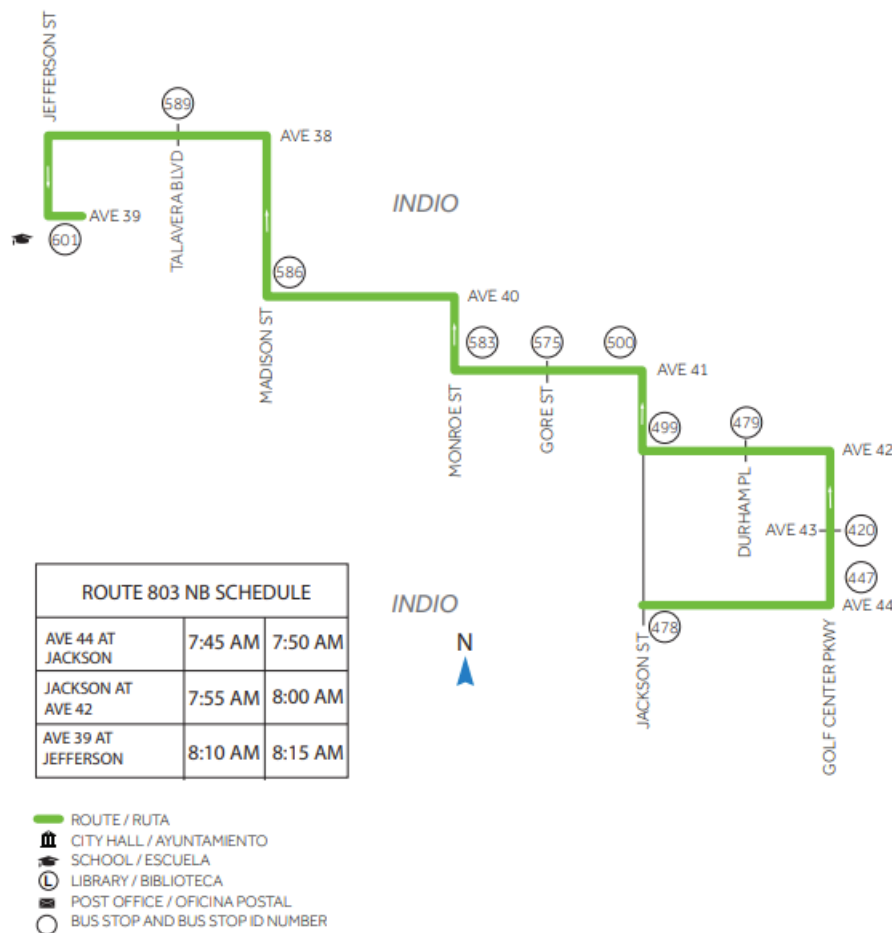 JEFFERSON ST
589
AVE 38
TALAVERA BLVD
INDIO
AVE 39
601
586
AVE 40
MADISON ST
583
575
500
AVE 41
MONROE ST
GORE ST
499
479
AVE 42
DURHAM PL
AVE 43
420
447
AVE 44
INDIO
N
478
JACKSON ST
GOLF CENTER PKWY
ROUTE 803 NB SCHEDULE
AVE 44 AT JACKSON 7:45 AM 7:50 AM
JACKSON AT AVE 42 7:55 AM 8:00 AM
AVE 39 AT JEFFERSON 8:10 AM 8:15 AM
ROUTE / RUTA
CITY HALL / AYUNTAMIENTO
SCHOOL / ESCUELA
L LIBRARY / BIBLIOTECA
POST OFFICE / OFICINA POSTAL
BUS STOP AND BUS STOP ID NUMBER